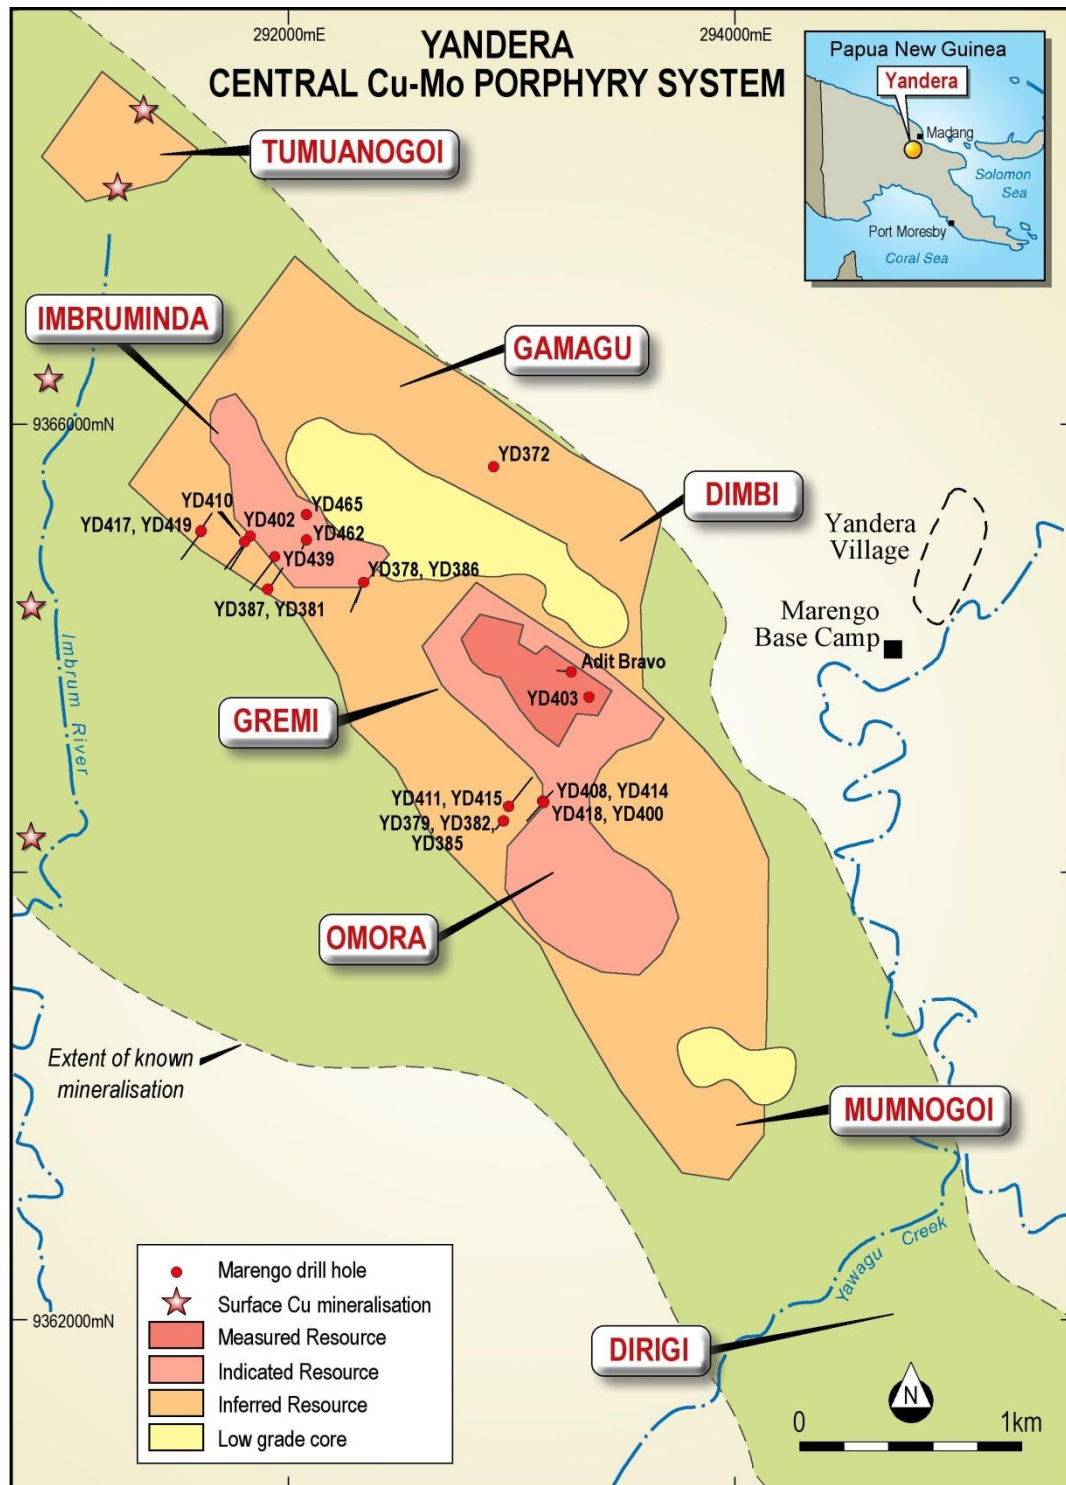 292000mE
294000mE
YANDERA
CENTRAL Cu-Mo PORPHYRY SYSTEM
Papua New Guinea
Yandera
Madang
Solomon
Sea
Port Moresby
Coral Sea
TUMUANOGOI
IMBRUMINDA
GAMAGU
9366000mN
YD372
DIMBI
YD410
YD465
YD417, YD419
YD402
YD462
YD439
YD378, YD386
YD387, YD381
Yandera
Village
Marengo
Base Camp
Imbrum River
Adit Bravo
YD403
GREMI
YD411, YD415
YD408, YD414
YD379, YD382,
YD418, YD400
YD385
OMORA
Extent of known
mineralisation
MUMNOGOI
Yawagu Creek
Marengo drill hole
Surface Cu mineralisation
9362000mN
Measured Resource
Indicated Resource
Inferred Resource
Low grade core
DIRIGI
N
0 1km